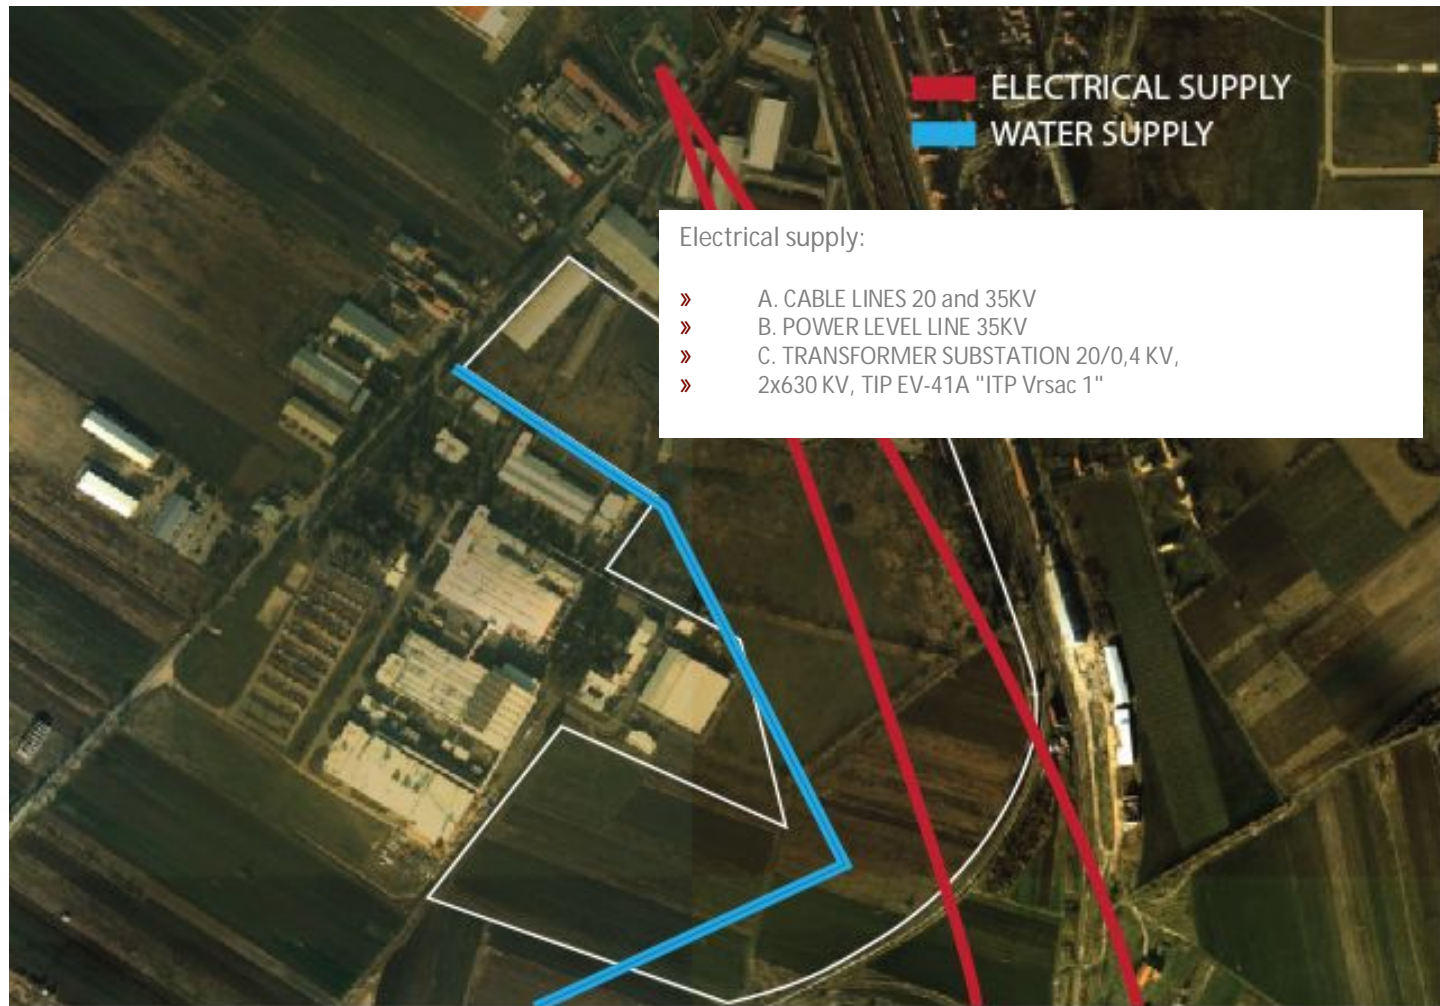 ELECTRICAL SUPPLY
WATER SUPPLY
Electrical supply:
» A. CABLE LINES 20 and 35KV
» B. POWER LEVEL LINE 35KV
» C. TRANSFORMER SUBSTATION 20/0,4 KV,
» 2x630 KV, TIP EV-41A "ITP Vrsac 1"